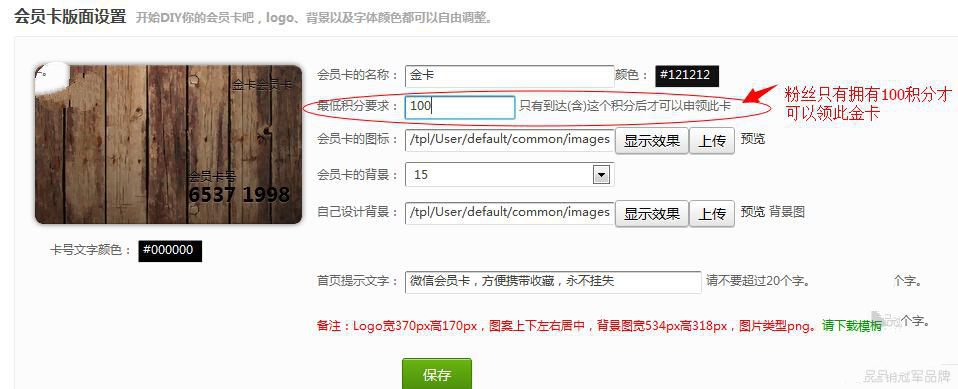 会员卡版面设置 开始DIY你的会员卡吧，logo、背景以及字体颜色都可以自由调整。
金卡会员卡
会员卡号
6537 1998
卡号文字颜色： #000000
会员卡的名称： 金卡 颜色： #121212
最低积分要求： 100 只有到达(含)这个积分后才可以申领此卡
粉丝只有拥有100积分才
可以领此金卡
会员卡的图标： /tpl/User/default/common/images 显示效果 上传 预览
会员卡的背景： 15
自己设计背景： /tpl/User/default/common/images 显示效果 上传 预览 背景图
首页提示文字： 微信会员卡，方便携带收藏，永不挂失 请不要超过20个字。 个字。
备注：Logo宽370px高170px，图案上下左右居中，背景图宽534px高318px，图片类型png。请下载模板 个字。
保存
冠军品牌